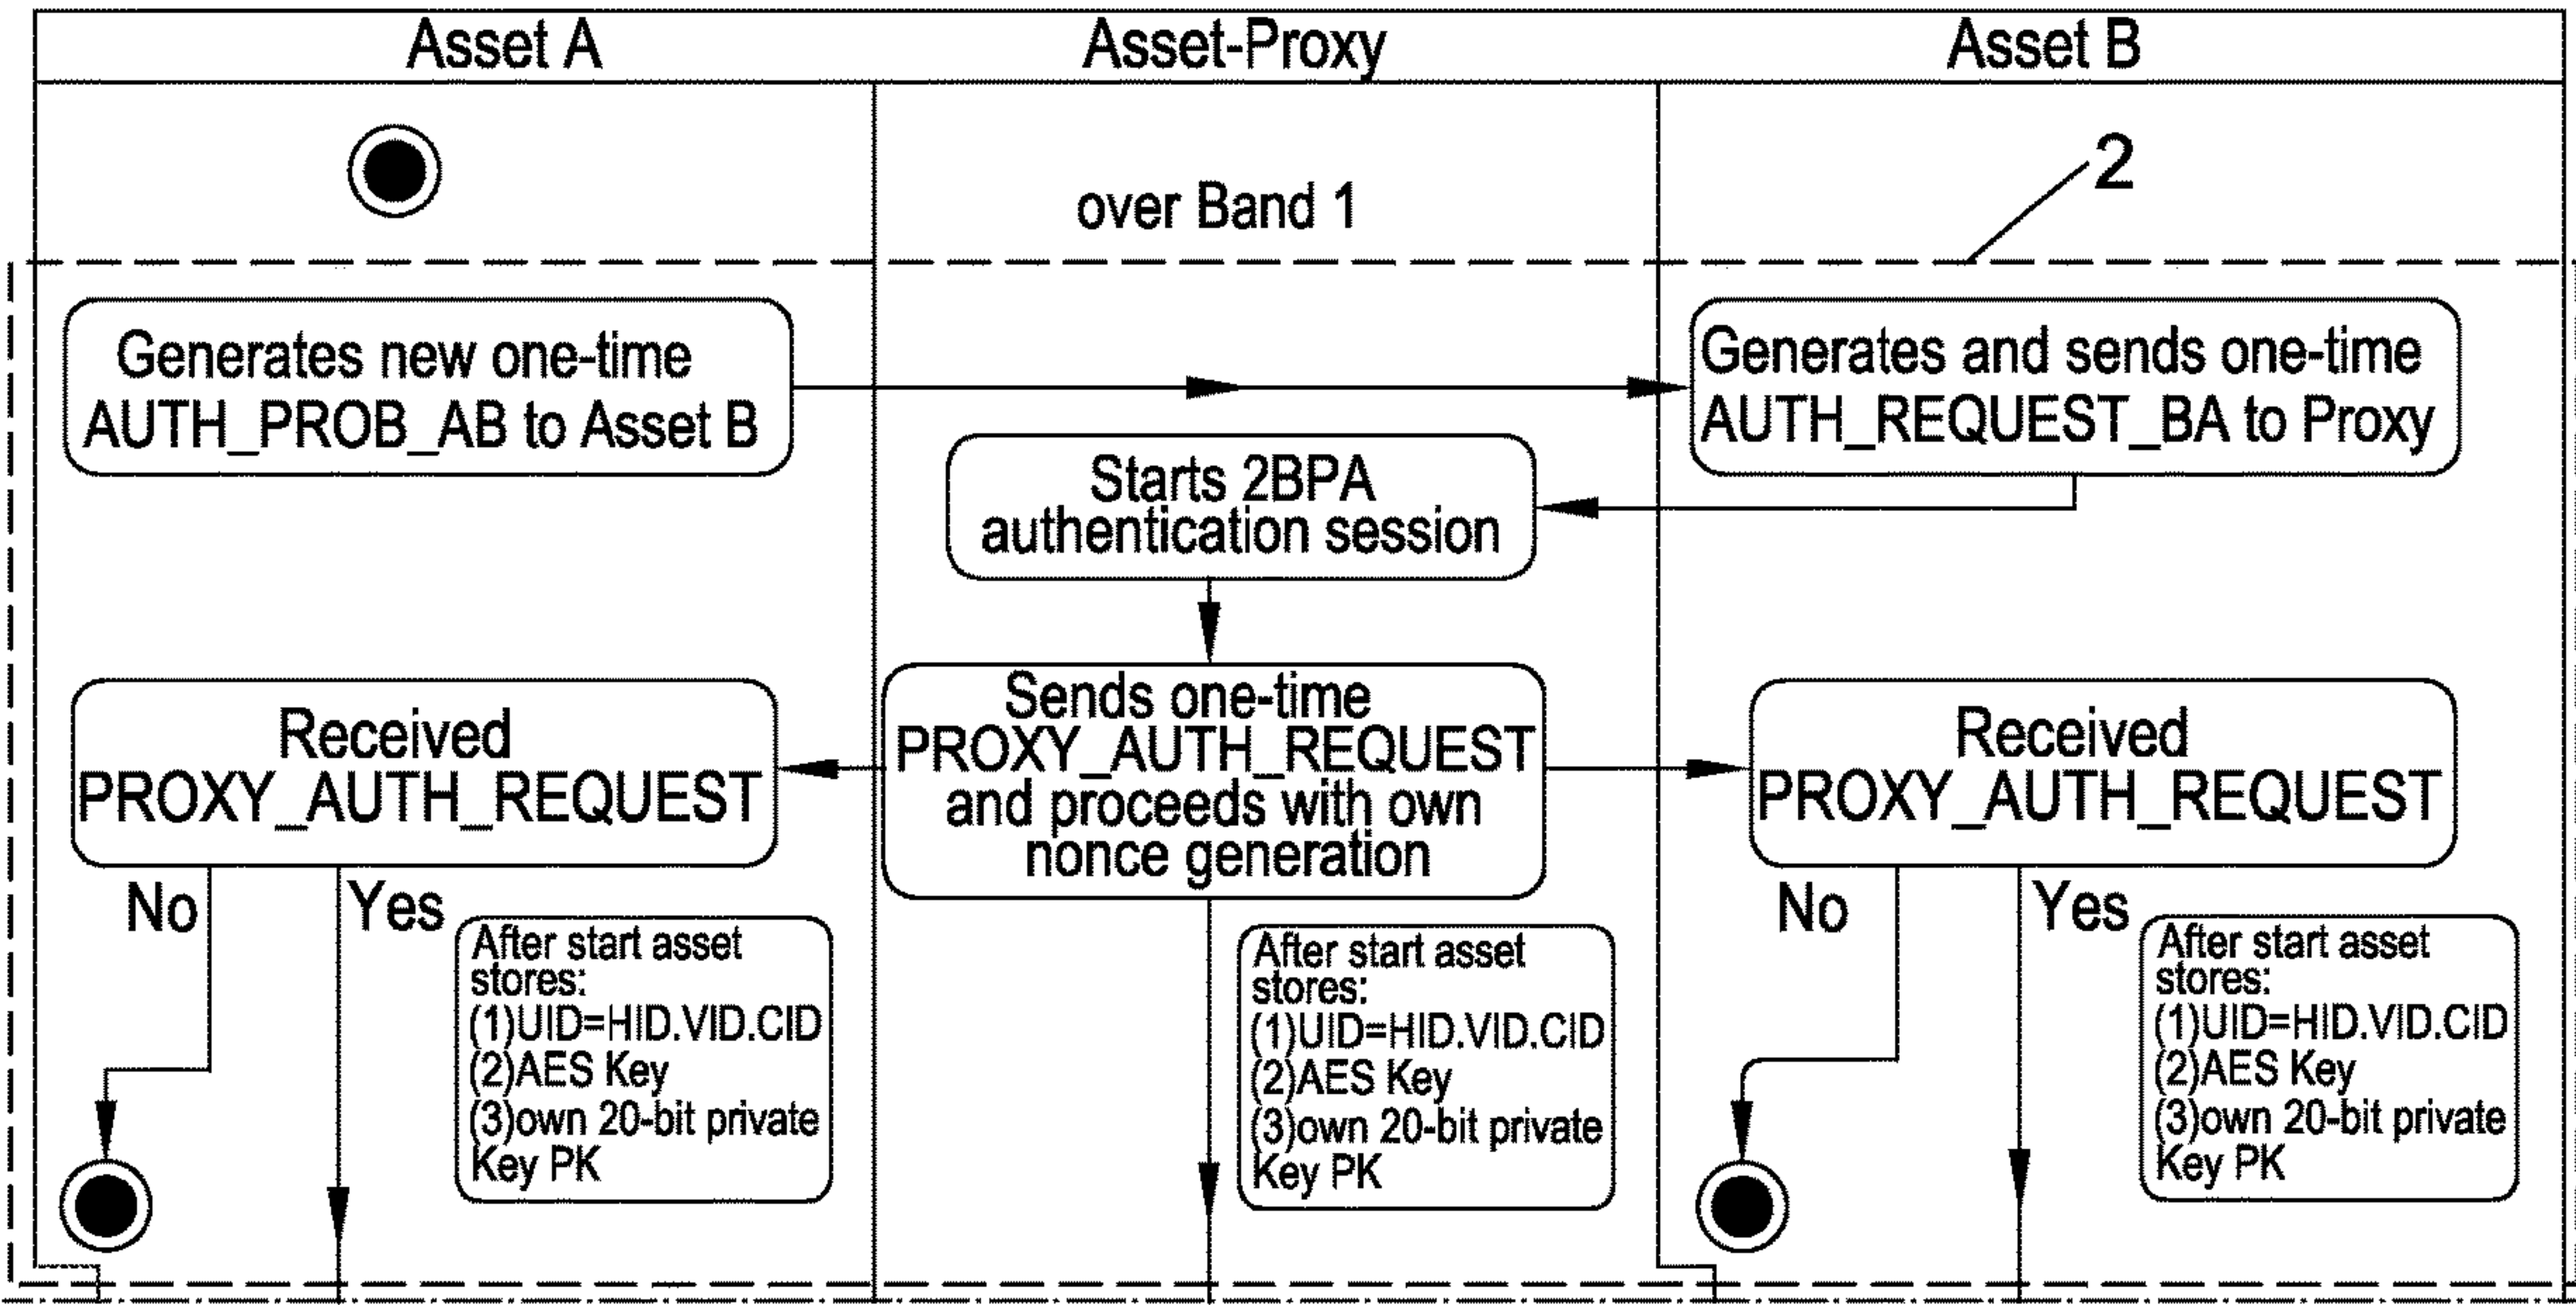 Asset A
Asset-Proxy
Asset B
over Band 1
2
Generates new one-time
AUTH_PROB_AB to Asset B
Generates and sends one-time
AUTH_REQUEST_BA to Proxy
Starts 2BPA
authentication session
Received
PROXY_AUTH_REQUEST
Sends one-time
PROXY_AUTH_REQUEST
and proceeds with own
nonce generation
Received
PROXY_AUTH_REQUEST
No
Yes
After start asset
stores:
(1)UID=HID.VID.CID
(2)AES Key
(3)own 20-bit private
Key PK
After start asset
stores:
(1)UID=HID.VID.CID
(2)AES Key
(3)own 20-bit private
Key PK
No
Yes
After start asset
stores:
(1)UID=HID.VID.CID
(2)AES Key
(3)own 20-bit private
Key PK